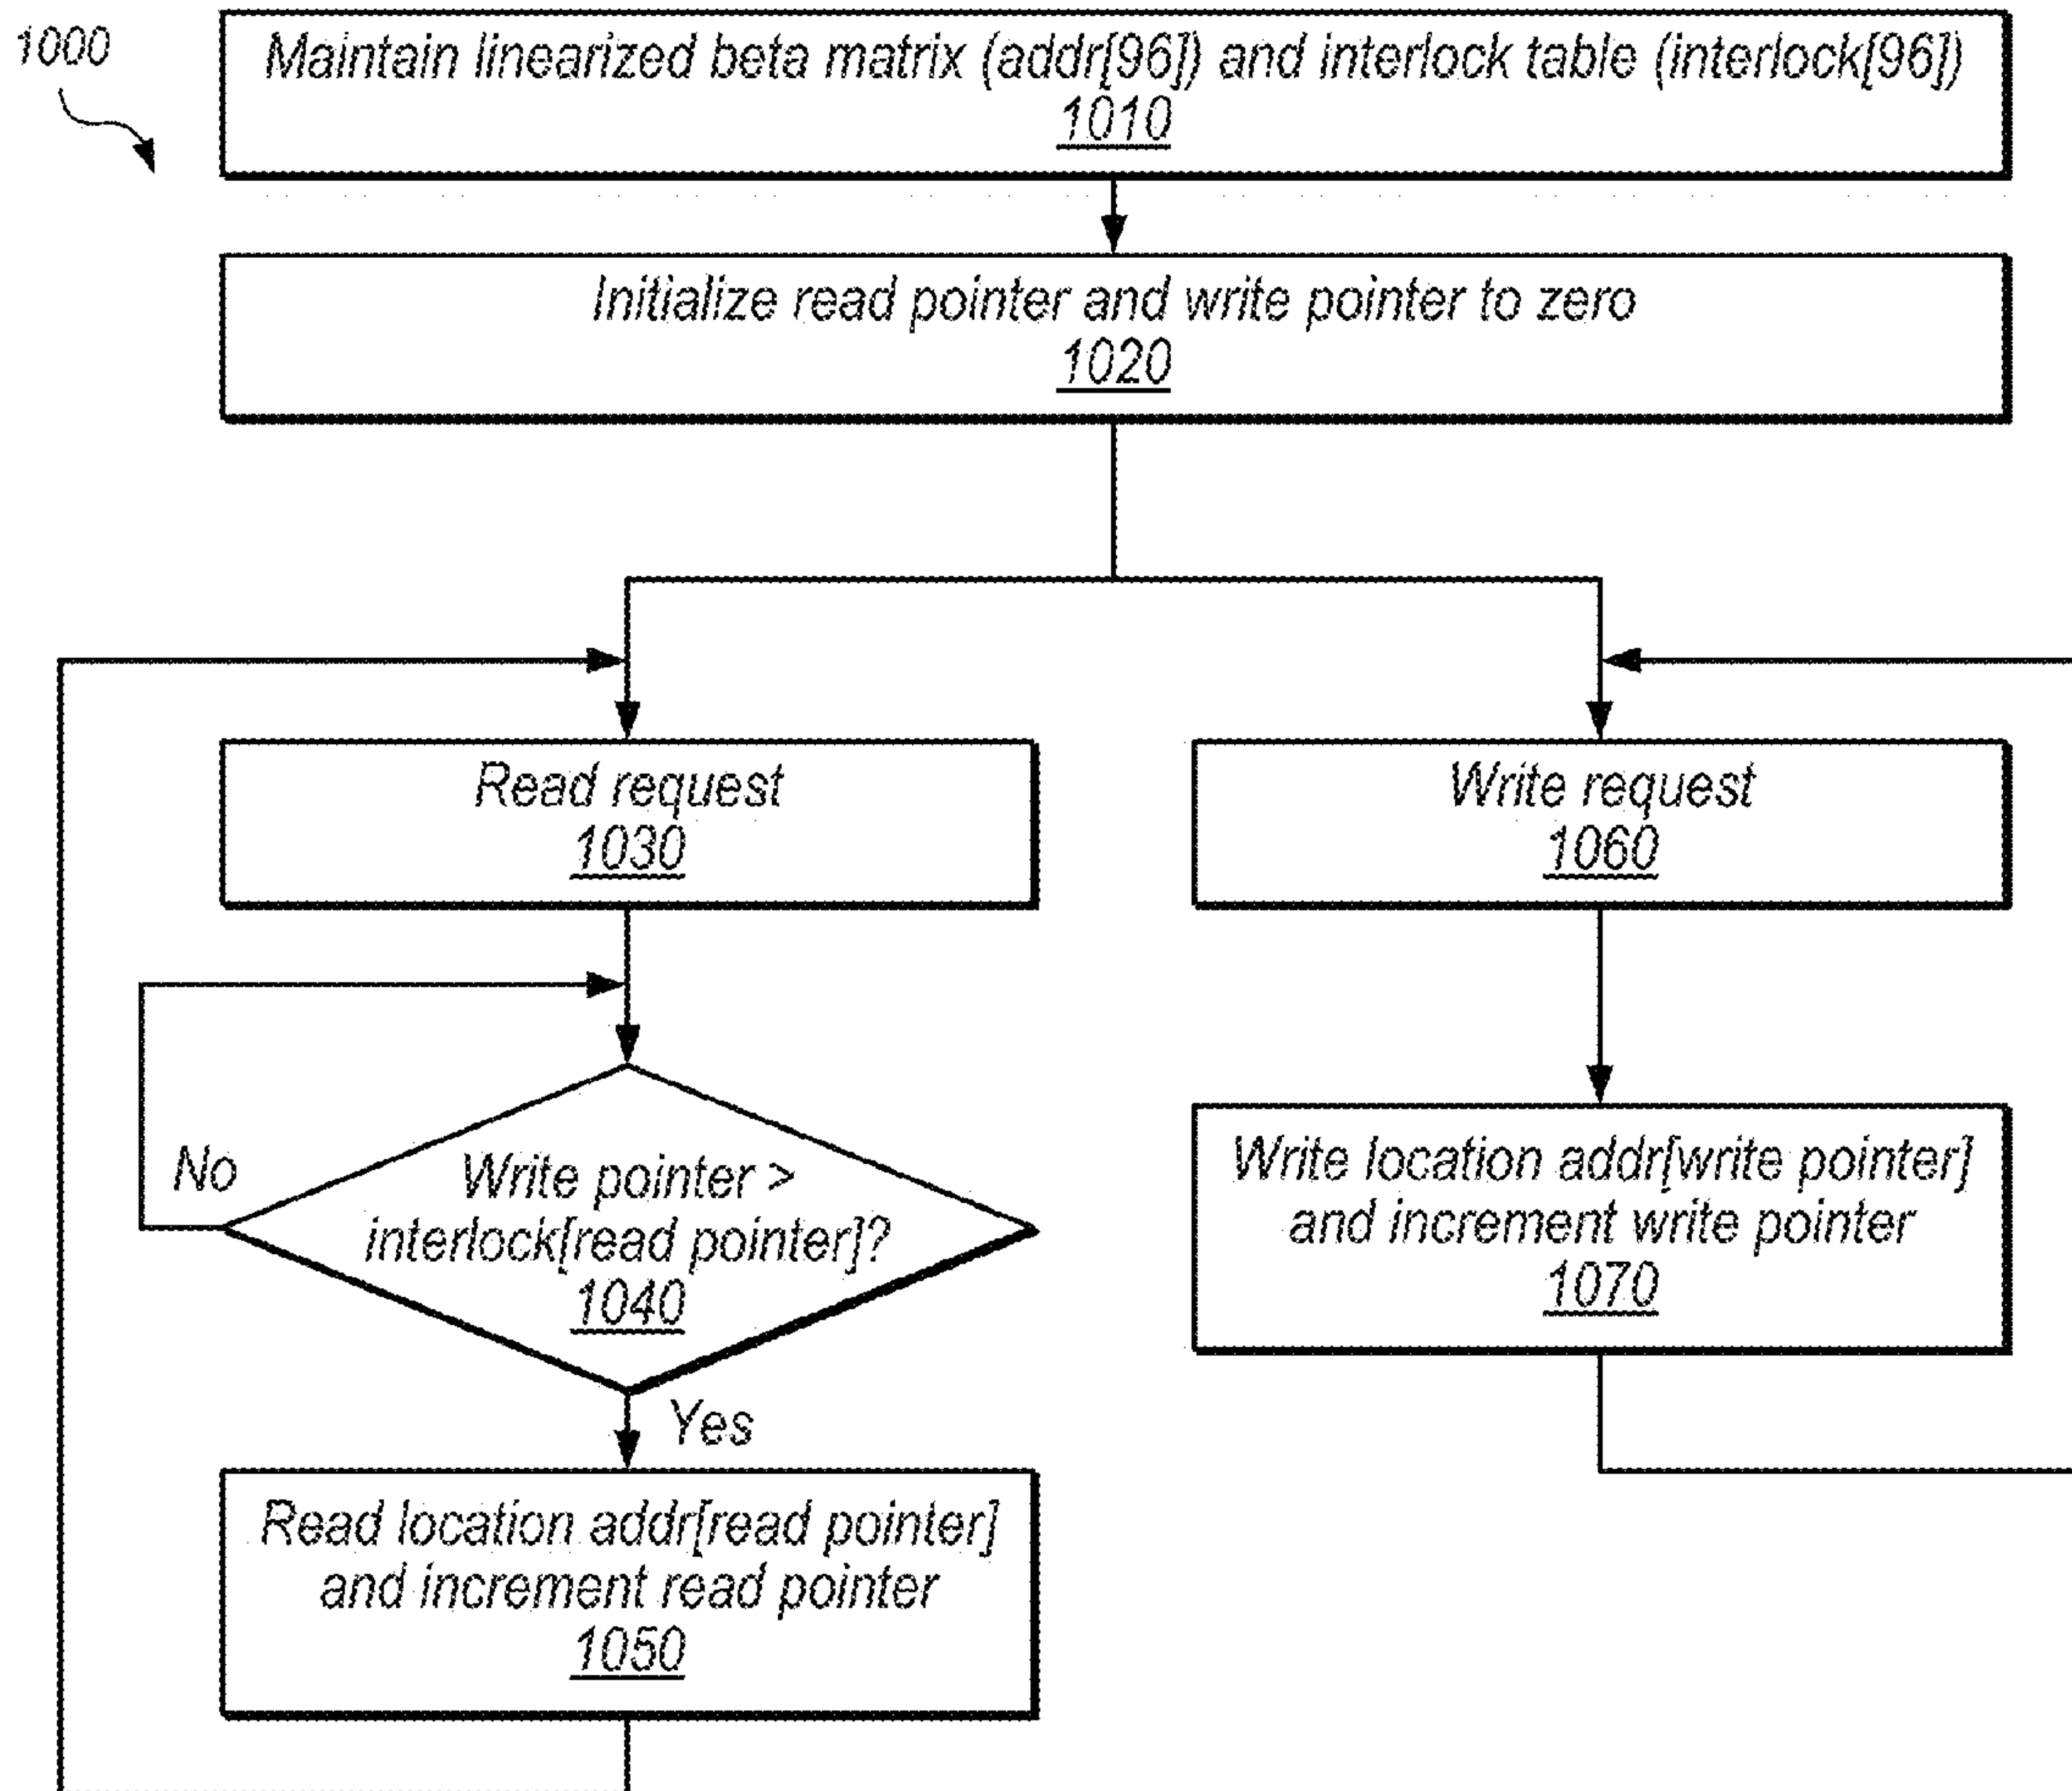 1000
Maintain linearized beta matrix (addr[96]) and interlock table (interlock[96])
1010
Initialize read pointer and write pointer to zero
1020
Read request
1030
Write request
1060
No
Write pointer >
interlock[read pointer]?
1040
Write location addr[write pointer]
and increment write pointer
1070
Yes
Read location addr[read pointer]
and increment read pointer
1050